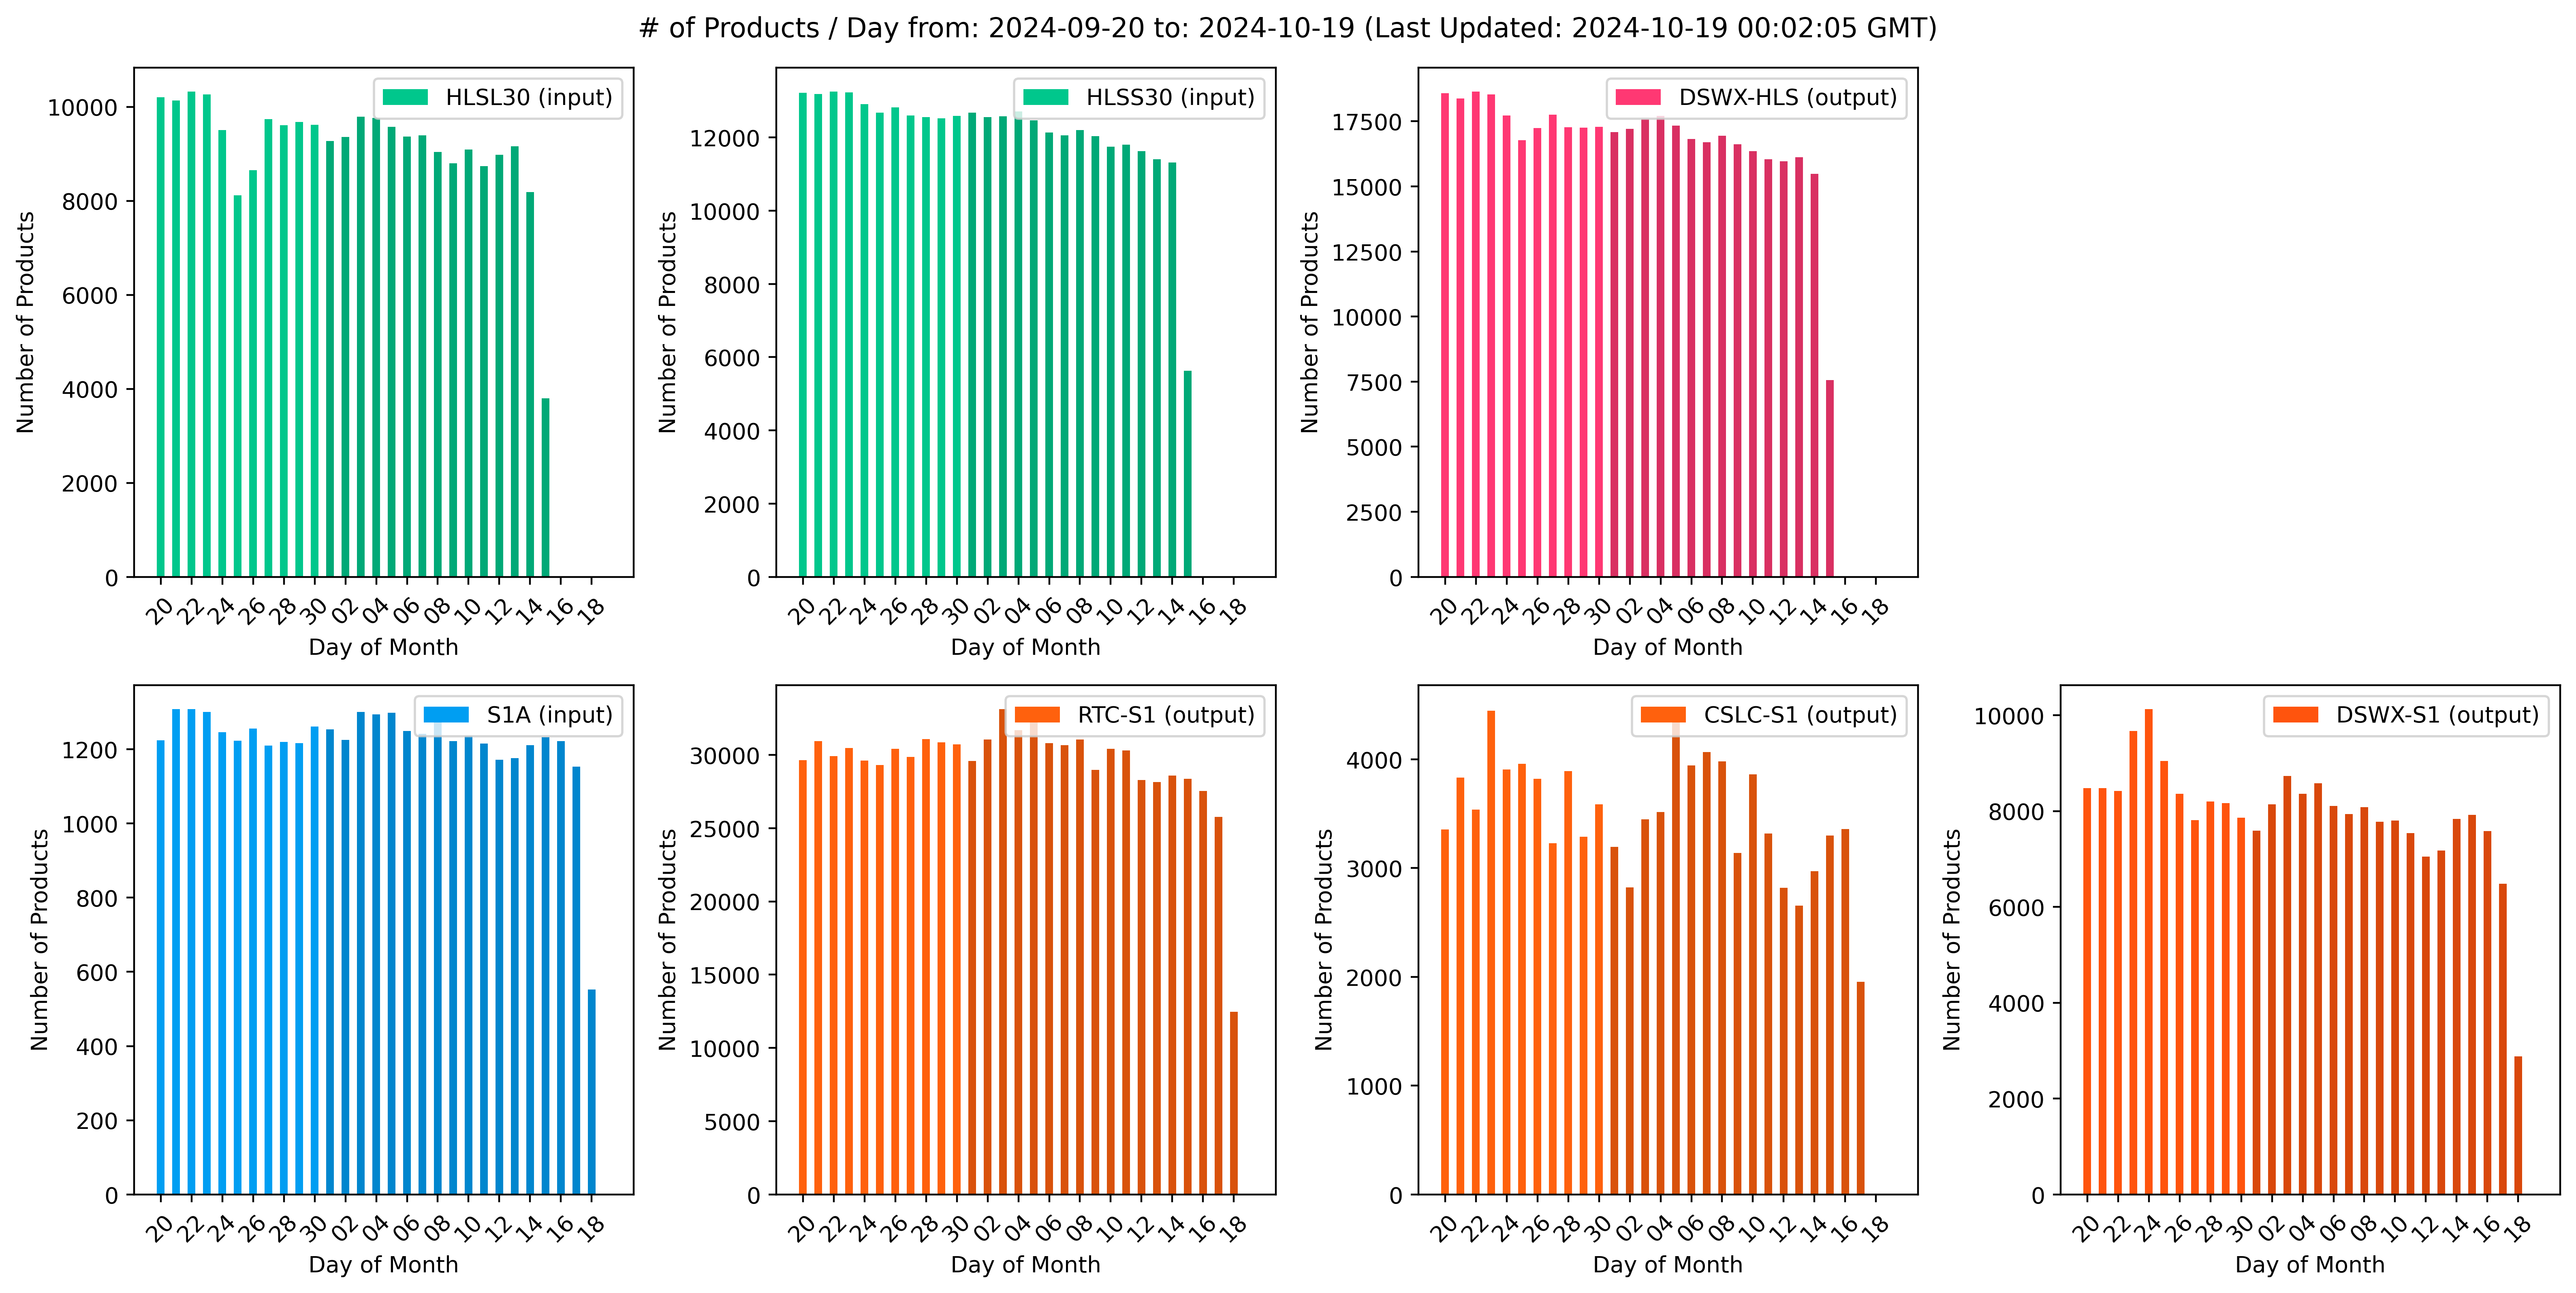 # of Products / Day from: 2024-09-20 to: 2024-10-19 (Last Updated: 2024-10-19 00:02:05 GMT)
HLSL30 (input)
Number of Products
10000
8000
6000
4000
2000
0
20 22 24 26 28 30 02 04 06 08 10 12 14 16 18
Day of Month
HLSS30 (input)
Number of Products
12000
10000
8000
6000
4000
2000
0
20 22 24 26 28 30 02 04 06 08 10 12 14 16 18
Day of Month
DSWX-HLS (output)
Number of Products
17500
15000
12500
10000
7500
5000
2500
0
20 22 24 26 28 30 02 04 06 08 10 12 14 16 18
Day of Month
S1A (input)
Number of Products
1200
1000
800
600
400
200
0
20 22 24 26 28 30 02 04 06 08 10 12 14 16 18
Day of Month
RTC-S1 (output)
Number of Products
30000
25000
20000
15000
10000
5000
0
20 22 24 26 28 30 02 04 06 08 10 12 14 16 18
Day of Month
CSLC-S1 (output)
Number of Products
4000
3000
2000
1000
0
20 22 24 26 28 30 02 04 06 08 10 12 14 16 18
Day of Month
DSWX-S1 (output)
Number of Products
10000
8000
6000
4000
2000
0
20 22 24 26 28 30 02 04 06 08 10 12 14 16 18
Day of Month